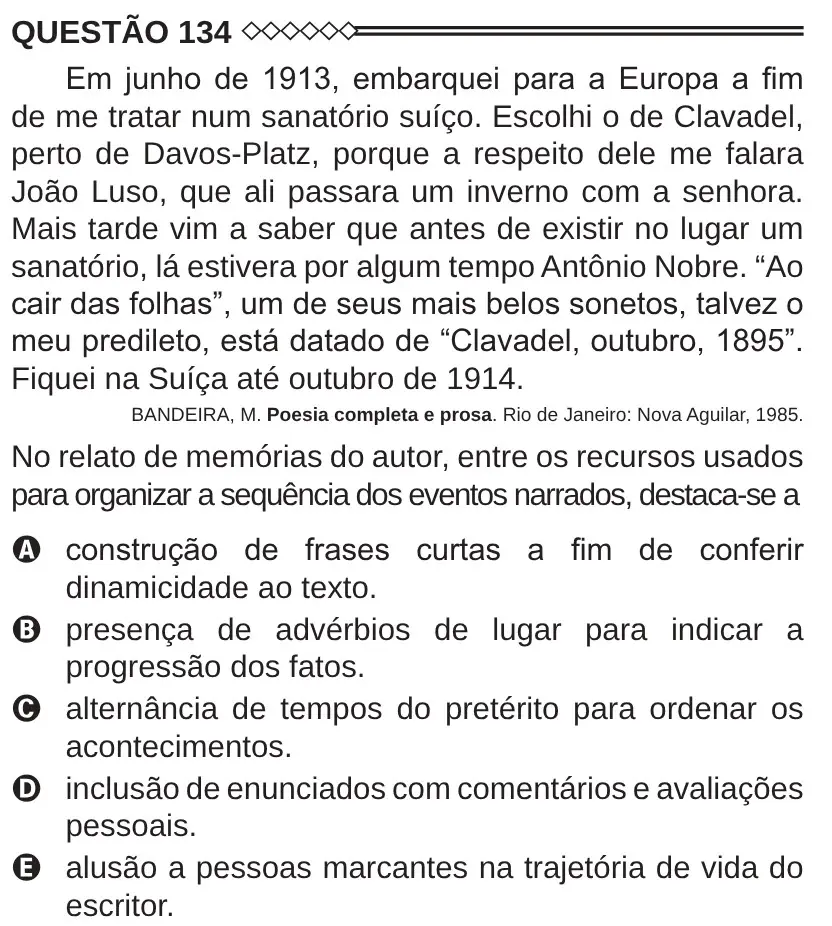 QUESTÃO 134
Em junho de 1913, embarquei para a Europa a fim
de me tratar num sanatório suíço. Escolhi o de Clavadel,
perto de Davos-Platz, porque a respeito dele me falara
João Luso, que ali passara um inverno com a senhora.
Mais tarde vim a saber que antes de existir no lugar um
sanatório, lá estivera por algum tempo Antônio Nobre. “Ao
cair das folhas”, um de seus mais belos sonetos, talvez o
meu predileto, está datado de “Clavadel, outubro, 1895”.
Fiquei na Suíça até outubro de 1914.
BANDEIRA, M. Poesia completa e prosa. Rio de Janeiro: Nova Aguilar, 1985.
No relato de memórias do autor, entre os recursos usados
para organizar a sequência dos eventos narrados, destaca-se a
A construção de frases curtas a fim de conferir
dinamicidade ao texto.
B presença de advérbios de lugar para indicar a
progressão dos fatos.
C alternância de tempos do pretérito para ordenar os
acontecimentos.
D inclusão de enunciados com comentários e avaliações
pessoais.
E alusão a pessoas marcantes na trajetória de vida do
escritor.